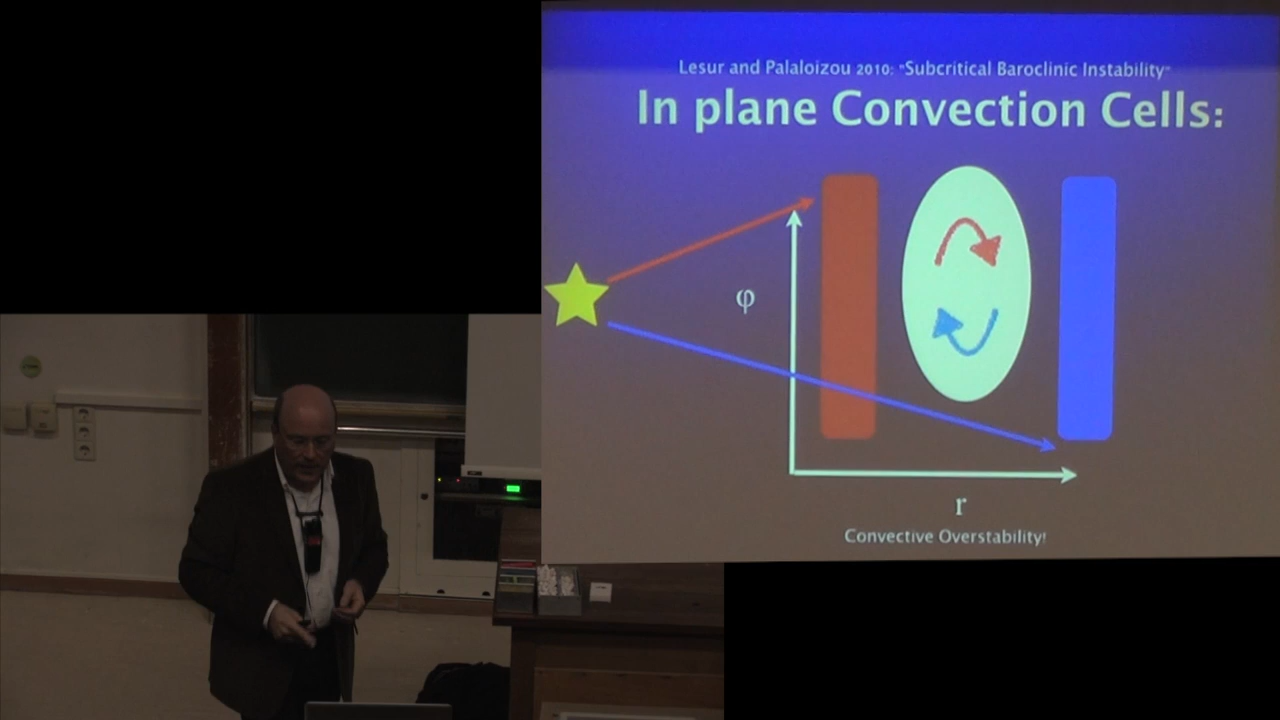 Lesur and Palaloizou 2010: "Subcritical Baroclinic Instability"
In plane Convection Cells:
φ
r
Convective Overstability!